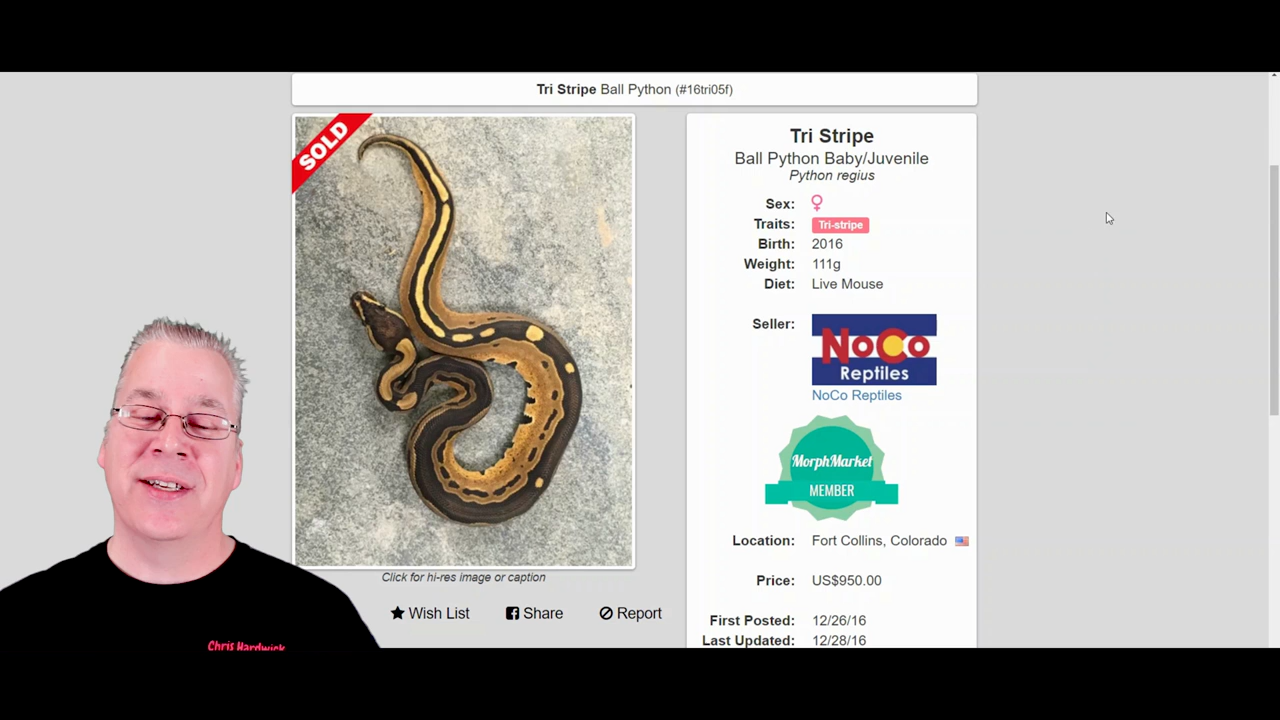 Tri Stripe Ball Python (#16tri05f)
SOLD
Tri Stripe
Ball Python Baby/Juvenile
Python regius
Sex: ♀
Traits: Tri-stripe
Birth: 2016
Weight: 111g
Diet: Live Mouse
Seller:
NoCo
Reptiles
NoCo Reptiles
MorphMarket
MEMBER
Location: Fort Collins, Colorado
Price: US$950.00
First Posted: 12/26/16
Last Updated: 12/28/16
Click for hi-res image or caption
Wish List Share Report
Chris Hardwick